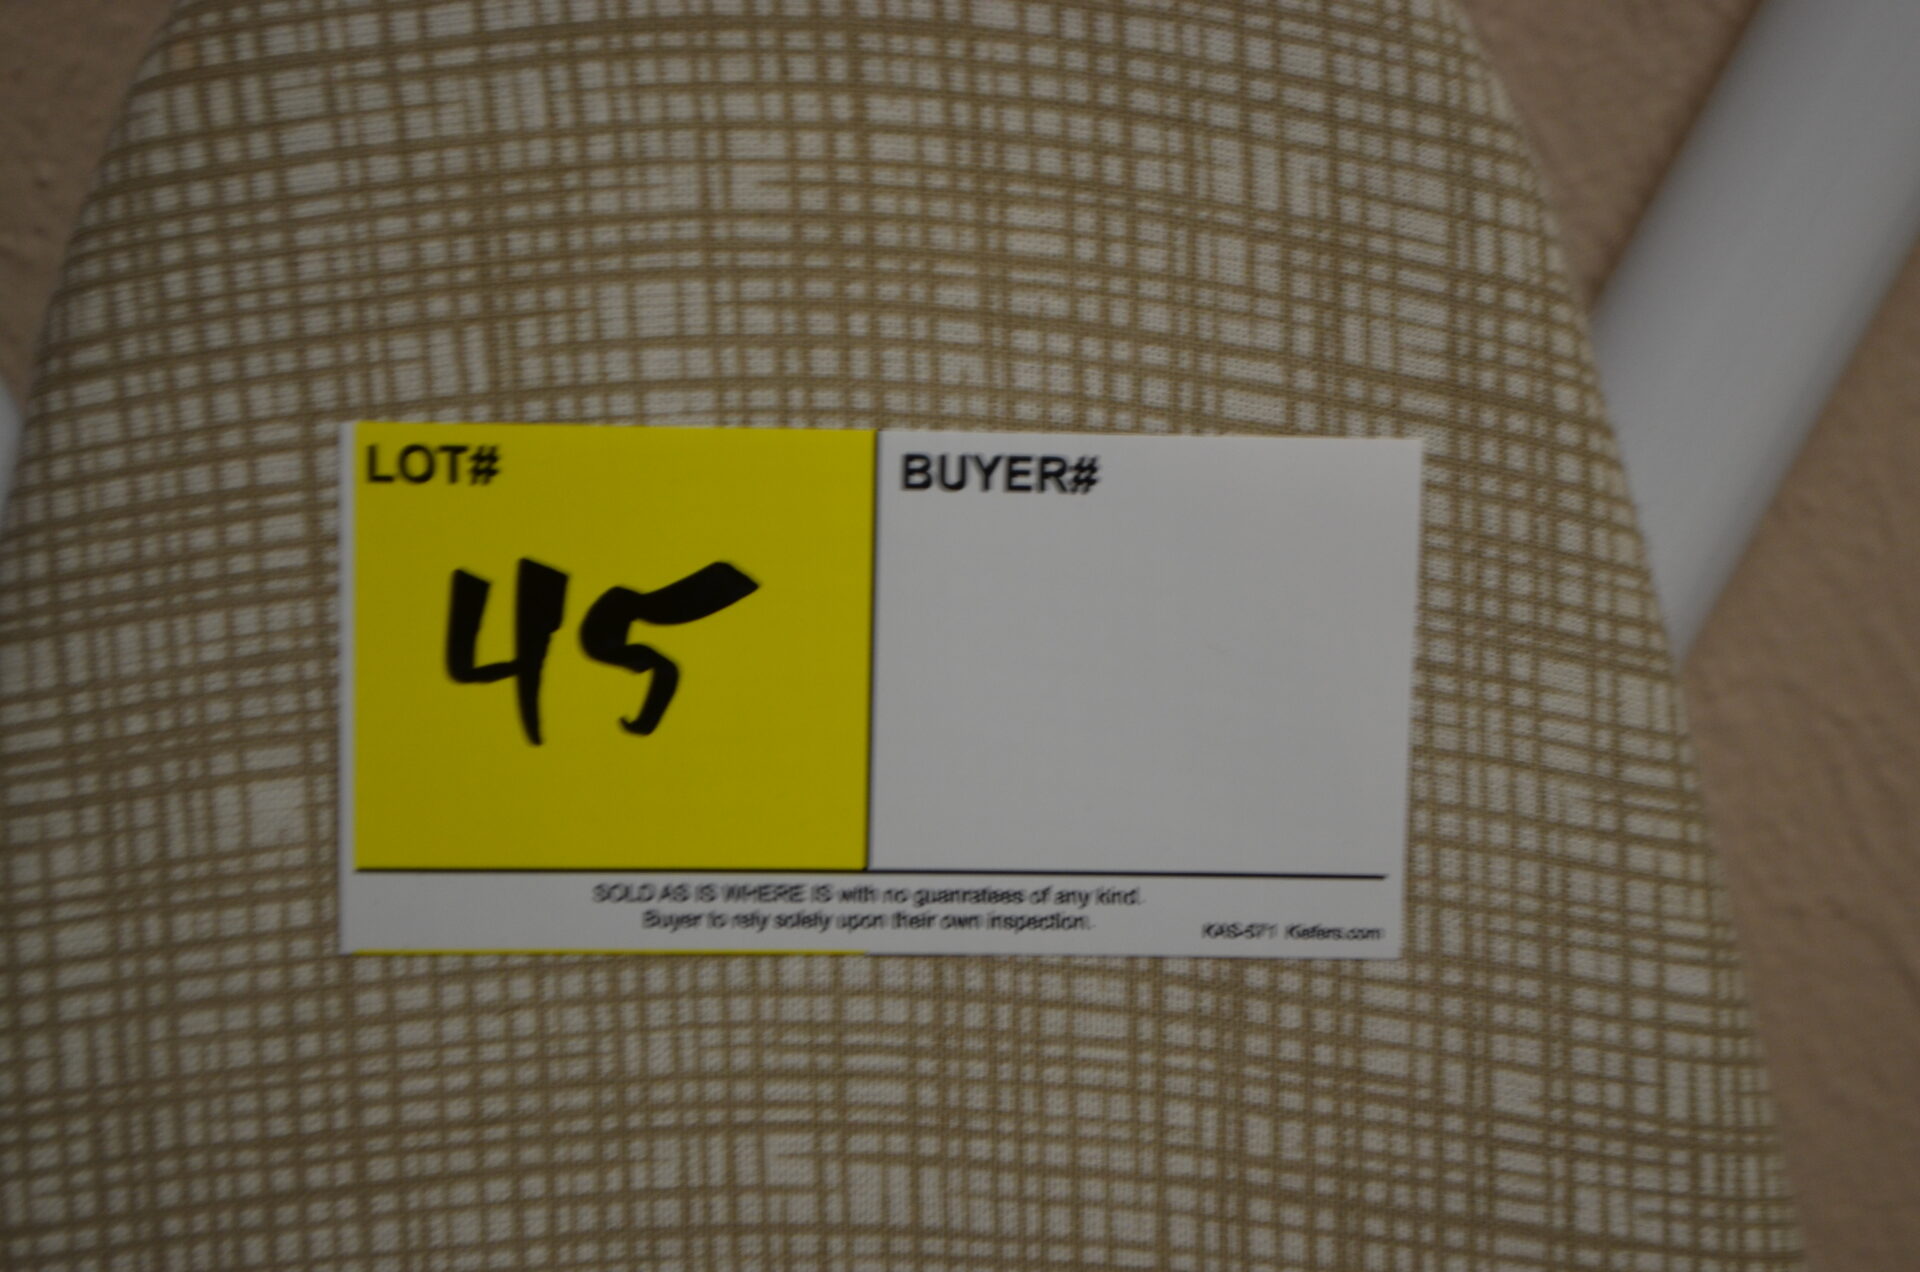 LOT#
BUYER#
45
SOLD AS IS WHERE IS with no guanratees of any kind.
Buyer to rely solely upon their own inspection.
KAS-571 Kiefers.com